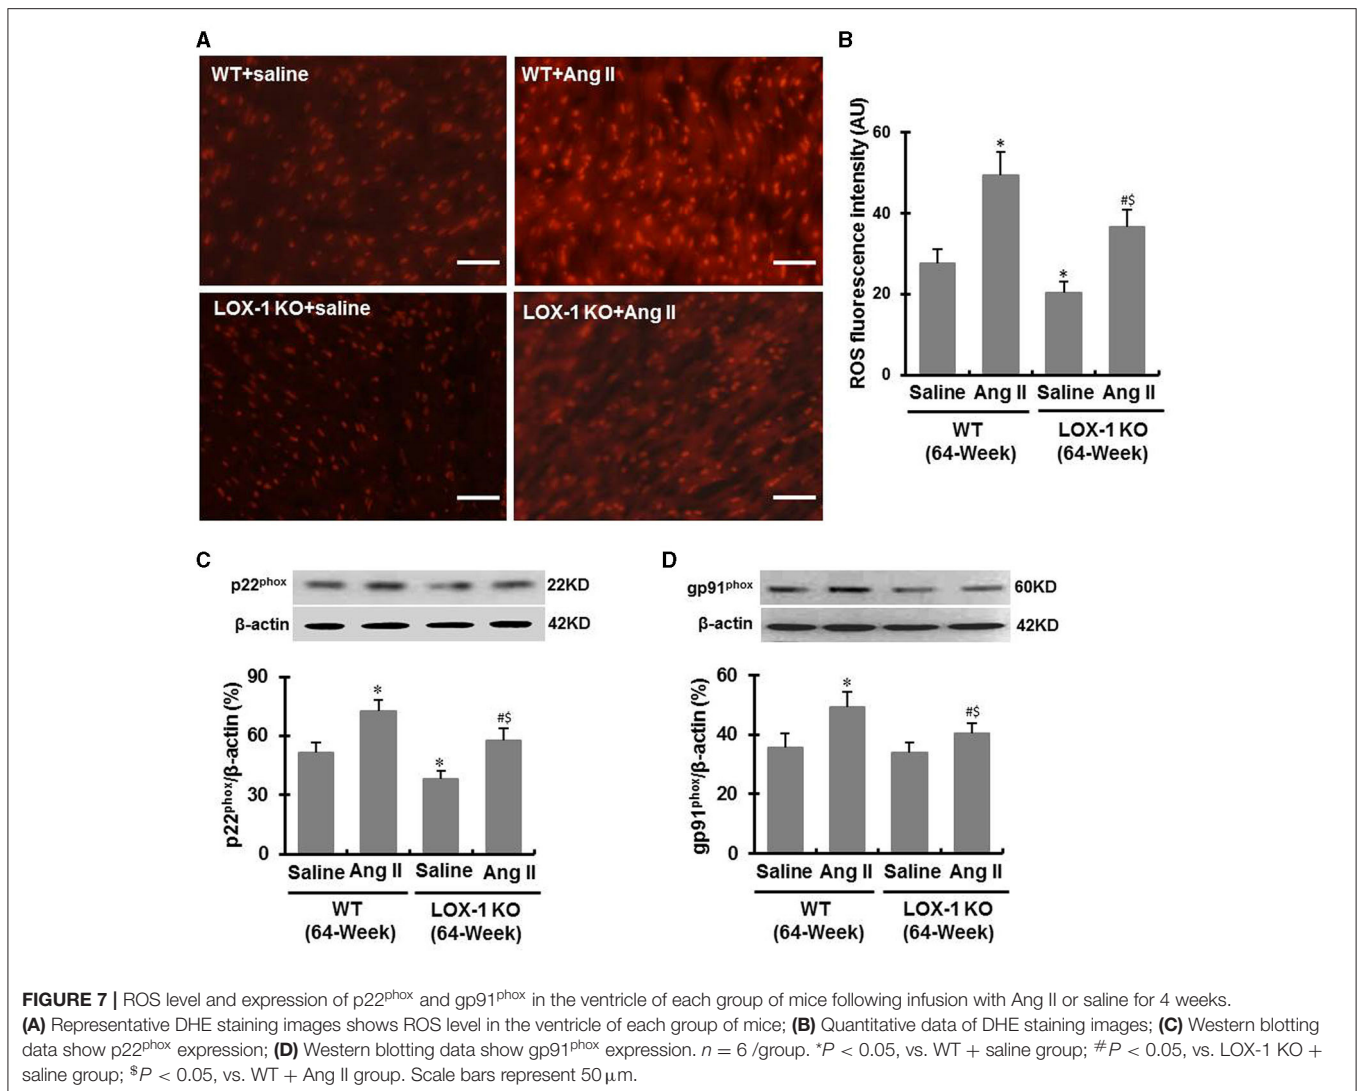 A
WT+saline
WT+Ang II
LOX-1 KO+saline
LOX-1 KO+Ang II
B
ROS fluorescence intensity (AU)
60
40
20
0
*
*
#$
Saline Ang II Saline Ang II
WT
(64-Week)
LOX-1 KO
(64-Week)
C
p22phox
22KD
β-actin
42KD
p22phox/β-actin (%)
90
60
30
0
*
*
#$
Saline Ang II Saline Ang II
WT
(64-Week)
LOX-1 KO
(64-Week)
D
gp91phox
60KD
β-actin
42KD
gp91phox/β-actin (%)
60
40
20
0
*
#$
Saline Ang II Saline Ang II
WT
(64-Week)
LOX-1 KO
(64-Week)
FIGURE 7 | ROS level and expression of p22phox and gp91phox in the ventricle of each group of mice following infusion with Ang II or saline for 4 weeks.
(A) Representative DHE staining images shows ROS level in the ventricle of each group of mice; (B) Quantitative data of DHE staining images; (C) Western blotting
data show p22phox expression; (D) Western blotting data show gp91phox expression. n = 6 /group. *P < 0.05, vs. WT + saline group; #P < 0.05, vs. LOX-1 KO +
saline group; $P < 0.05, vs. WT + Ang II group. Scale bars represent 50 μm.